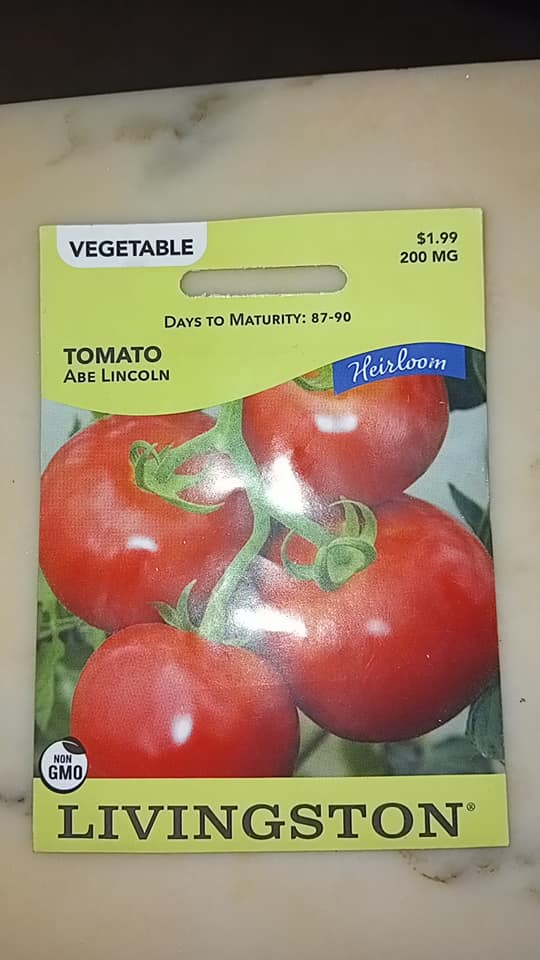 VEGETABLE
$1.99
200 MG
DAYS TO MATURITY: 87-90
TOMATO
ABE LINCOLN
Heirloom
NON
GMO
LIVINGSTON®